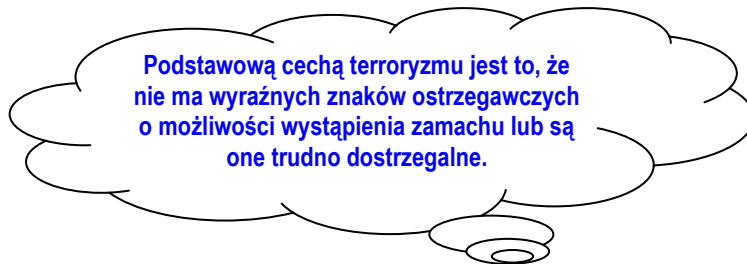 Podstawową cechą terroryzmu jest to, że
nie ma wyraźnych znaków ostrzegawczych
o możliwości wystąpienia zamachu lub są
one trudno dostrzegalne.